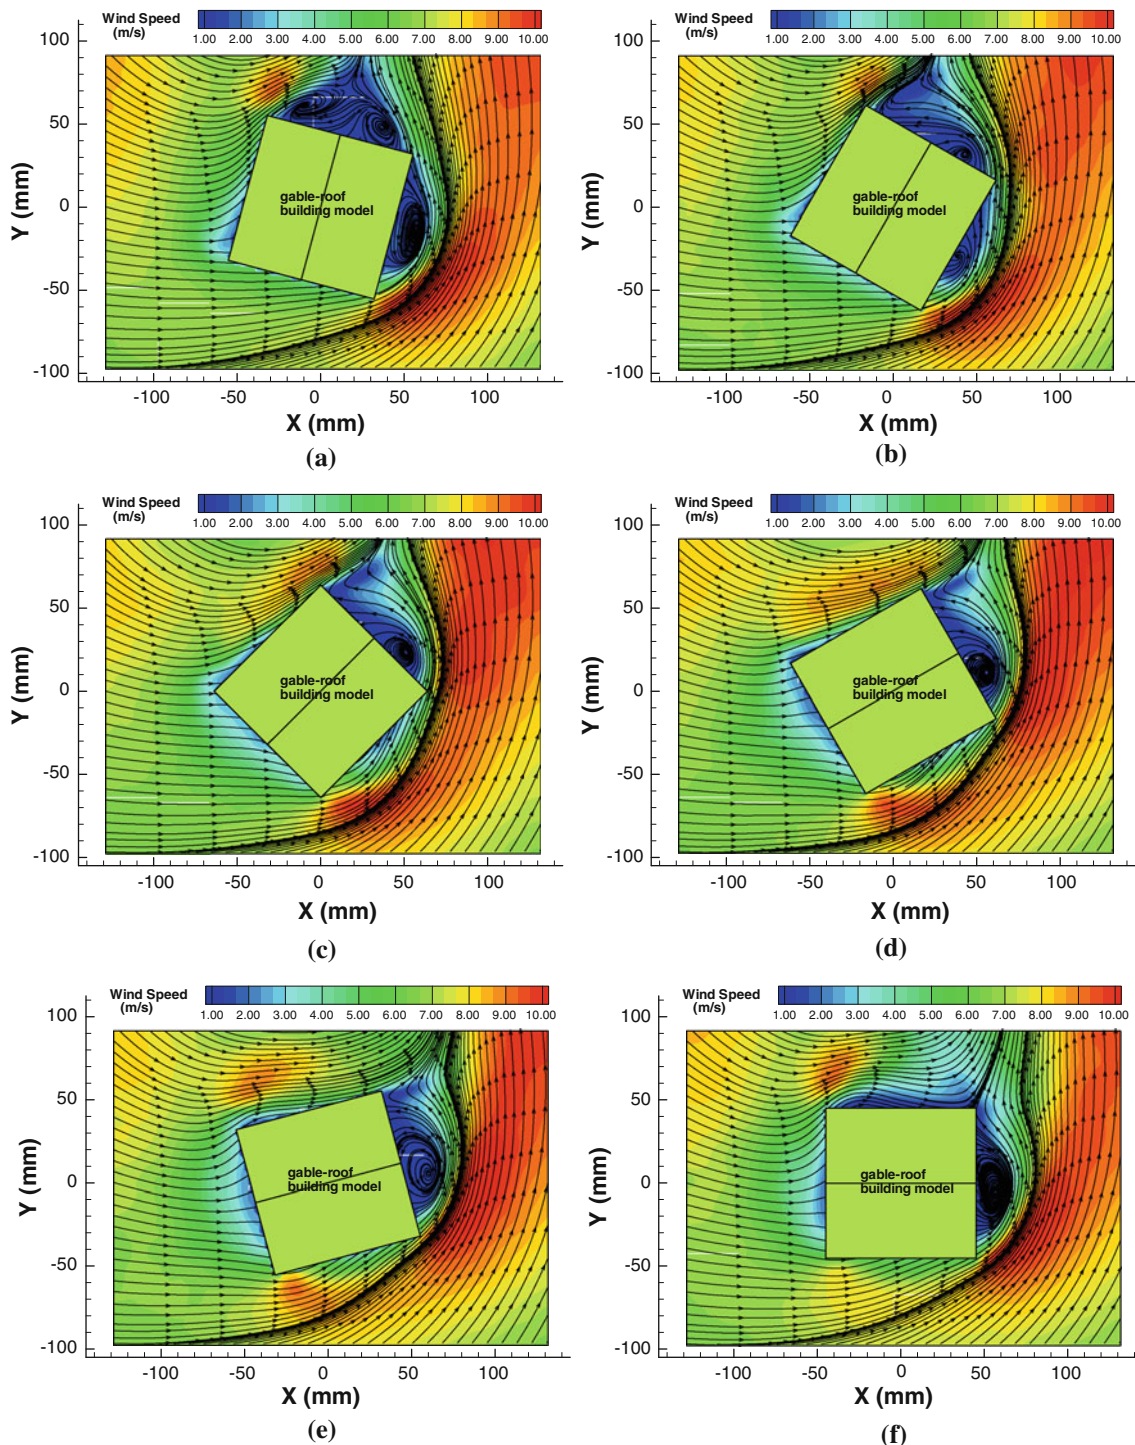 Wind Speed
(m/s)
1.00 2.00 3.00 4.00 5.00 6.00 7.00 8.00 9.00 10.00
100
50
0
-50
-100
Y (mm)
gable-roof
building model
-100 -50 0 50 100
X (mm)
(a)
Wind Speed
(m/s)
1.00 2.00 3.00 4.00 5.00 6.00 7.00 8.00 9.00 10.00
100
50
0
-50
-100
Y (mm)
gable-roof
building model
-100 -50 0 50 100
X (mm)
(b)
Wind Speed
(m/s)
1.00 2.00 3.00 4.00 5.00 6.00 7.00 8.00 9.00 10.00
100
50
0
-50
-100
Y (mm)
gable-roof
building model
-100 -50 0 50 100
X (mm)
(c)
Wind Speed
(m/s)
1.00 2.00 3.00 4.00 5.00 6.00 7.00 8.00 9.00 10.00
100
50
0
-50
-100
Y (mm)
gable-roof
building model
-100 -50 0 50 100
X (mm)
(d)
Wind Speed
(m/s)
1.00 2.00 3.00 4.00 5.00 6.00 7.00 8.00 9.00 10.00
100
50
0
-50
-100
Y (mm)
gable-roof
building model
-100 -50 0 50 100
X (mm)
(e)
Wind Speed
(m/s)
1.00 2.00 3.00 4.00 5.00 6.00 7.00 8.00 9.00 10.00
100
50
0
-50
-100
Y (mm)
gable-roof
building model
-100 -50 0 50 100
X (mm)
(f)